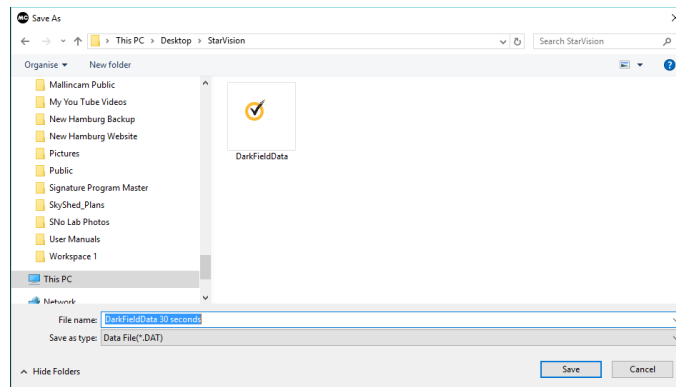 MC Save As
This PC > Desktop > StarVision
Search StarVision
Organise New folder
Mallincam Public
My You Tube Videos
New Hamburg Backup
New Hamburg Website
Pictures
Public
Signature Program Master
SkyShed_Plans
SNo Lab Photos
User Manuals
Workspace 1
This PC
Network
DarkFieldData
File name: DarkFieldData 30 seconds
Save as type: Data File(*.DAT)
Hide Folders
Save Cancel